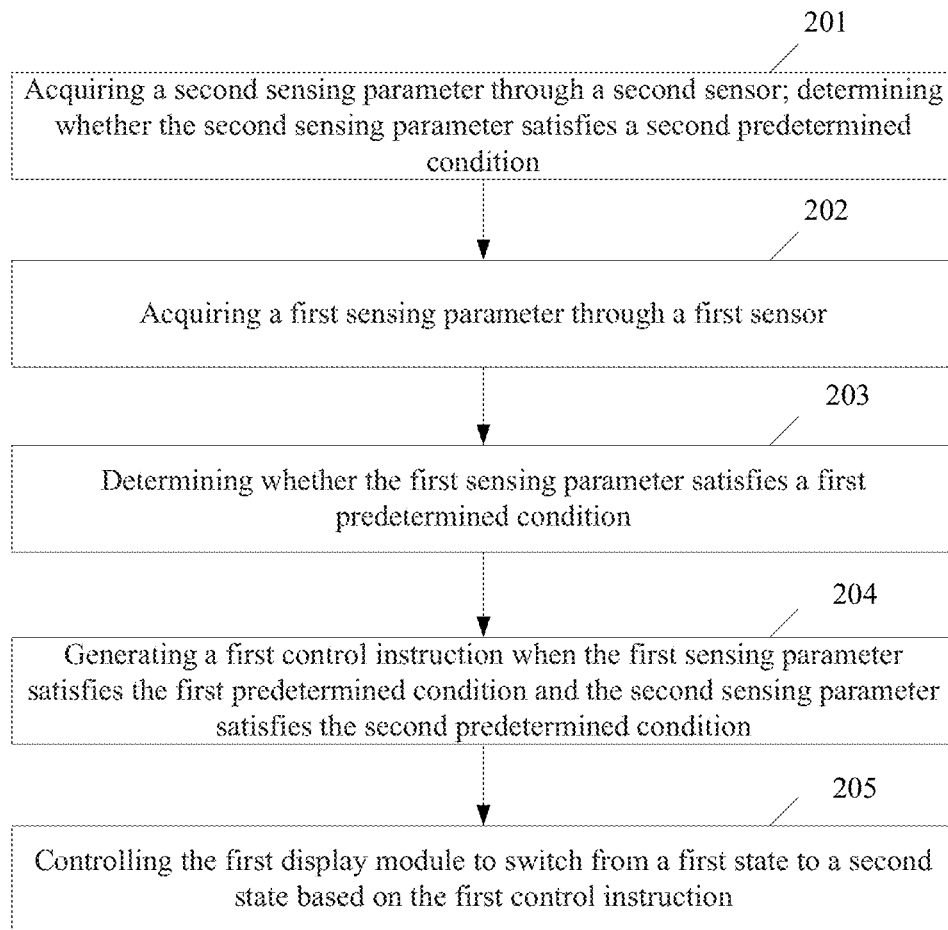 201
Acquiring a second sensing parameter through a second sensor; determining
whether the second sensing parameter satisfies a second predetermined
condition
202
Acquiring a first sensing parameter through a first sensor
203
Determining whether the first sensing parameter satisfies a first
predetermined condition
204
Generating a first control instruction when the first sensing parameter
satisfies the first predetermined condition and the second sensing parameter
satisfies the second predetermined condition
205
Controlling the first display module to switch from a first state to a second
state based on the first control instruction